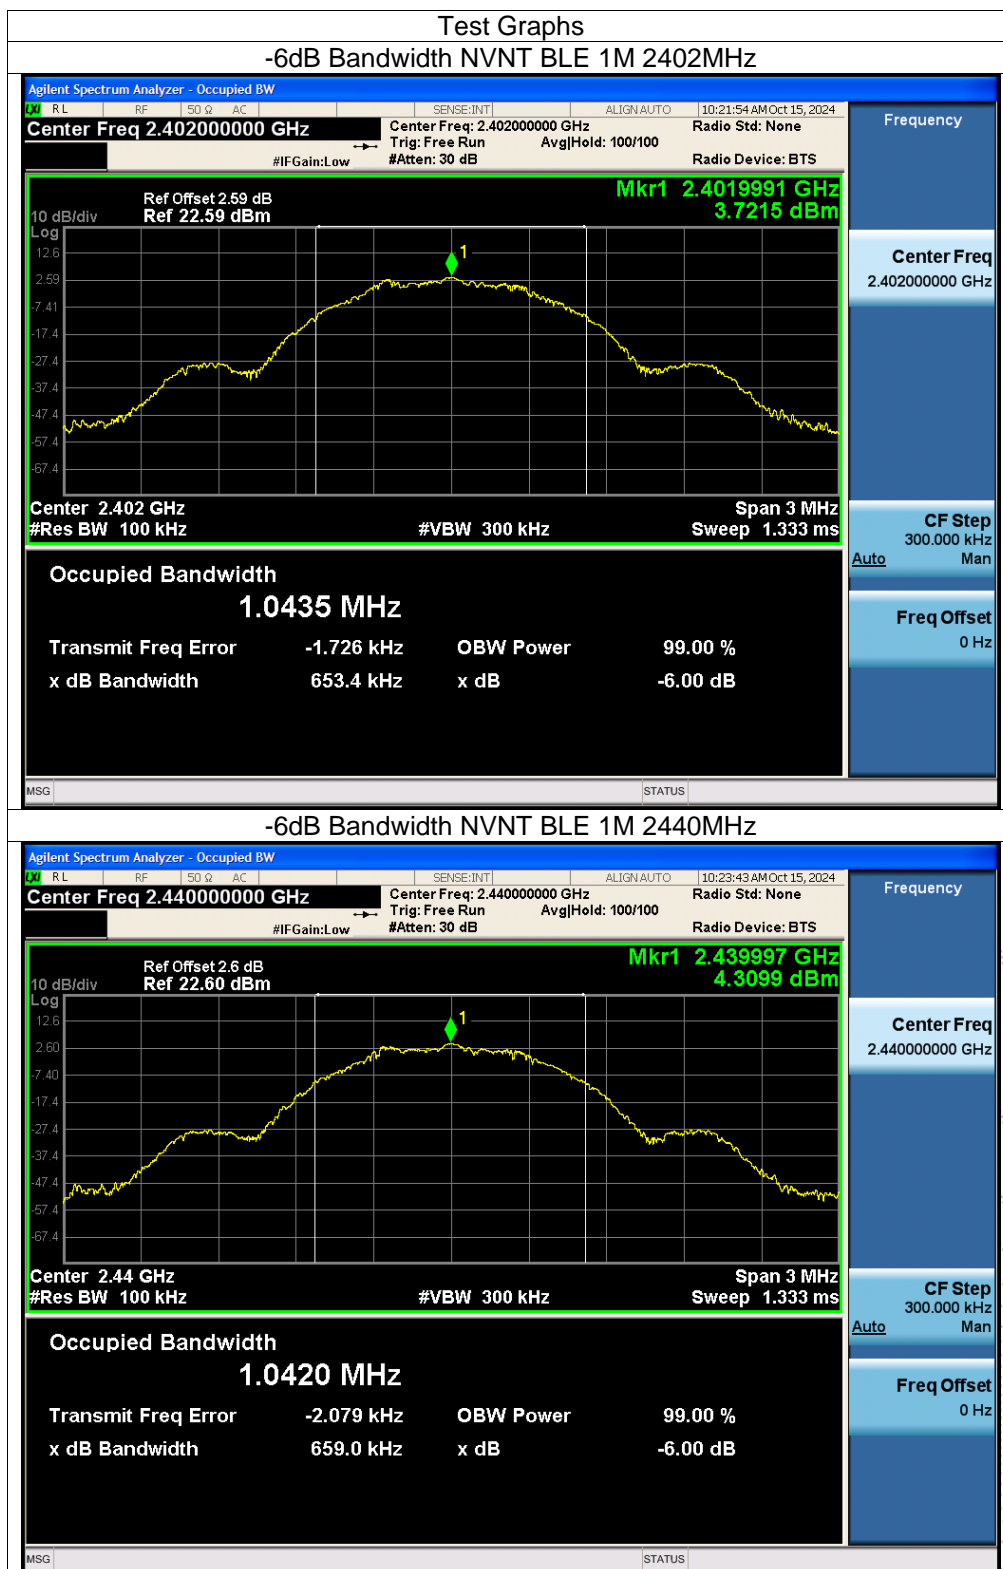 Test Graphs
-6dB Bandwidth NVNT BLE 1M 2402MHz
Agilent Spectrum Analyzer - Occupied BW
LXI RL RF 50 Ω AC SENSE:INT ALIGN AUTO 10:21:54 AM Oct 15, 2024
Center Freq 2.402000000 GHz
Center Freq: 2.402000000 GHz
Radio Std: None
Trig: Free Run Avg|Hold: 100/100
#IFGain:Low #Atten: 30 dB Radio Device: BTS
Frequency
Mkr1 2.4019991 GHz
3.7215 dBm
Ref Offset 2.59 dB
10 dB/div Ref 22.59 dBm
Log
12.6
1
2.59
-7.41
-17.4
-27.4
-37.4
-47.4
-57.4
-67.4
Center 2.402 GHz Span 3 MHz
#Res BW 100 kHz #VBW 300 kHz Sweep 1.333 ms
Center Freq
2.402000000 GHz
CF Step
300.000 kHz
Auto Man
Freq Offset
0 Hz
Occupied Bandwidth
1.0435 MHz
Transmit Freq Error -1.726 kHz OBW Power 99.00 %
x dB Bandwidth 653.4 kHz x dB -6.00 dB
MSG STATUS
-6dB Bandwidth NVNT BLE 1M 2440MHz
Agilent Spectrum Analyzer - Occupied BW
LXI RL RF 50 Ω AC SENSE:INT ALIGN AUTO 10:23:43 AM Oct 15, 2024
Center Freq 2.440000000 GHz
Center Freq: 2.440000000 GHz
Radio Std: None
Trig: Free Run Avg|Hold: 100/100
#IFGain:Low #Atten: 30 dB Radio Device: BTS
Frequency
Mkr1 2.439997 GHz
4.3099 dBm
Ref Offset 2.6 dB
10 dB/div Ref 22.60 dBm
Log
12.6
1
2.60
-7.40
-17.4
-27.4
-37.4
-47.4
-57.4
-67.4
Center 2.44 GHz Span 3 MHz
#Res BW 100 kHz #VBW 300 kHz Sweep 1.333 ms
Center Freq
2.440000000 GHz
CF Step
300.000 kHz
Auto Man
Freq Offset
0 Hz
Occupied Bandwidth
1.0420 MHz
Transmit Freq Error -2.079 kHz OBW Power 99.00 %
x dB Bandwidth 659.0 kHz x dB -6.00 dB
MSG STATUS